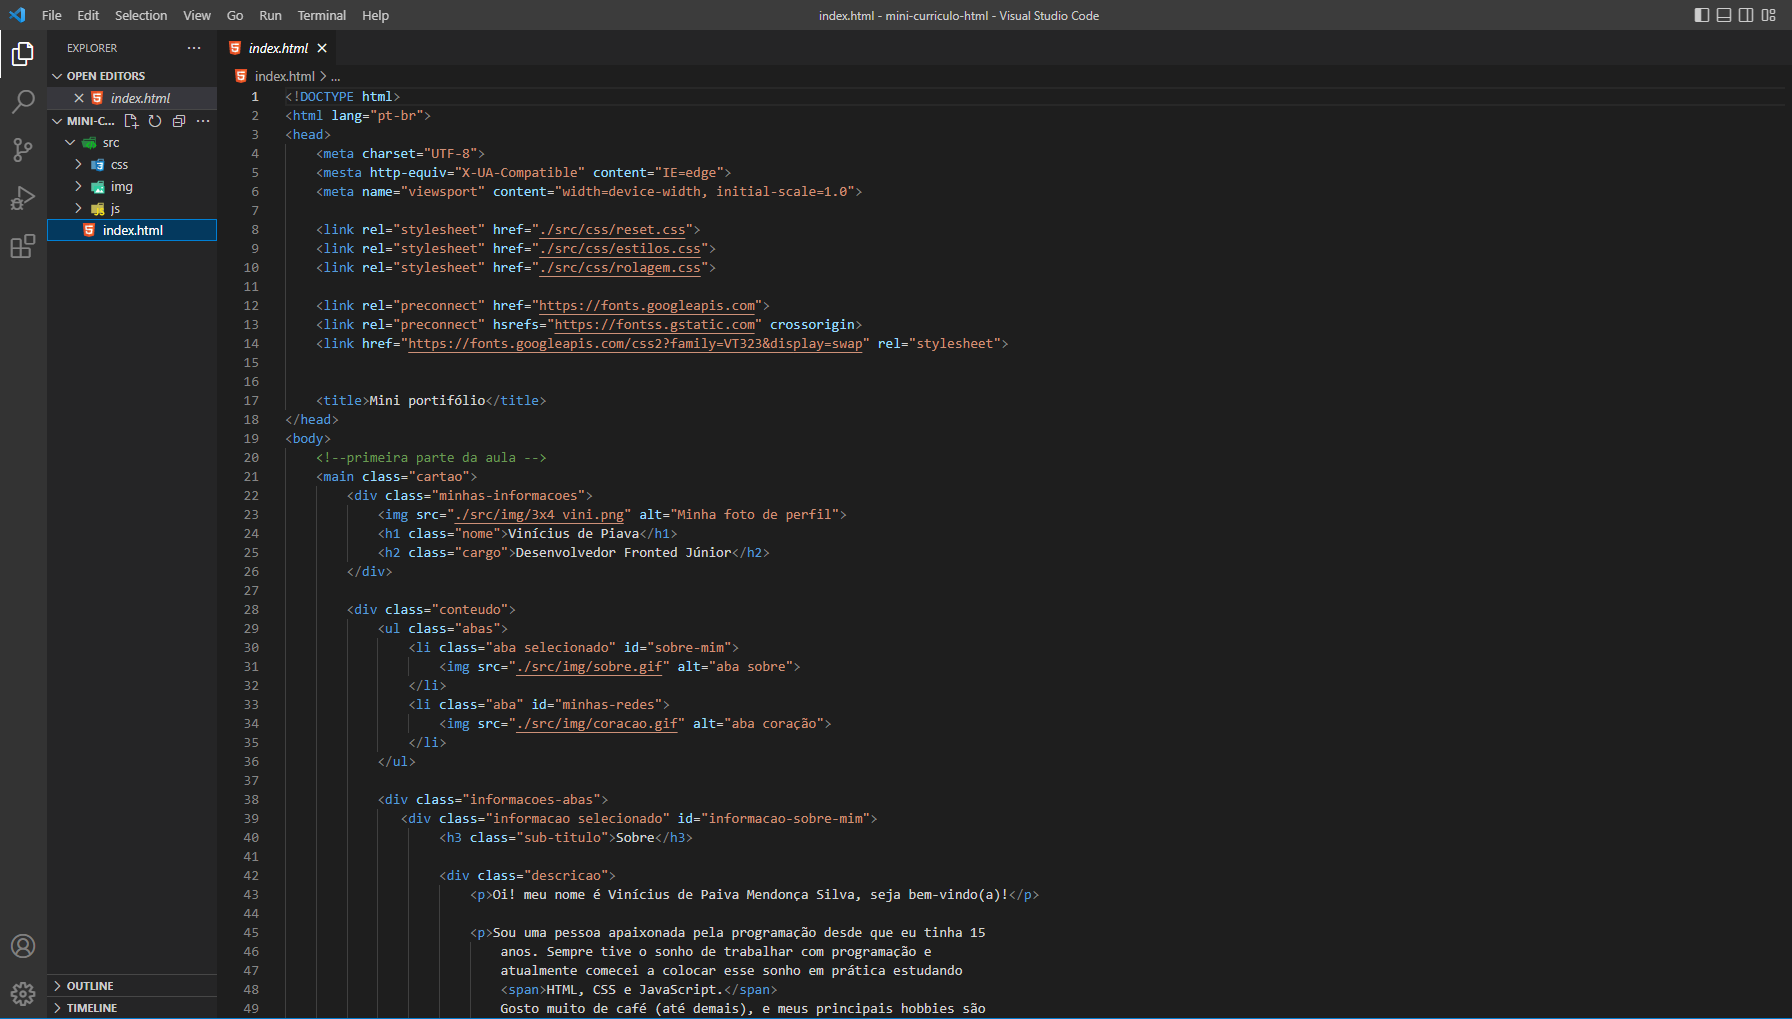 File Edit Selection View Go Run Terminal Help
index.html - mini-curriculo-html - Visual Studio Code
EXPLORER
OPEN EDITORS
index.html
MINI-C...
src
css
img
js
index.html
OUTLINE
TIMELINE
index.html
index.html > ...
1 <!DOCTYPE html>
2 <html lang="pt-br">
3 <head>
4 <meta charset="UTF-8">
5 <mesta http-equiv="X-UA-Compatible" content="IE=edge">
6 <meta name="viewsport" content="width=device-width, initial-scale=1.0">
7
8 <link rel="stylesheet" href="./src/css/reset.css">
9 <link rel="stylesheet" href="./src/css/estilos.css">
10 <link rel="stylesheet" href="./src/css/rolagem.css">
11
12 <link rel="preconnect" href="https://fonts.googleapis.com">
13 <link rel="preconnect" hsrefs="https://fontss.gstatic.com" crossorigin>
14 <link href="https://fonts.googleapis.com/css2?family=VT323&display=swap" rel="stylesheet">
15
16
17 <title>Mini portifólio</title>
18 </head>
19 <body>
20 <!--primeira parte da aula -->
21 <main class="cartao">
22 <div class="minhas-informacoes">
23 <img src="./src/img/3x4 vini.png" alt="Minha foto de perfil">
24 <h1 class="nome">Vinícius de Piava</h1>
25 <h2 class="cargo">Desenvolvedor Fronted Júnior</h2>
26 </div>
27
28 <div class="conteudo">
29 <ul class="abas">
30 <li class="aba selecionado" id="sobre-mim">
31 <img src="./src/img/sobre.gif" alt="aba sobre">
32 </li>
33 <li class="aba" id="minhas-redes">
34 <img src="./src/img/coracao.gif" alt="aba coração">
35 </li>
36 </ul>
37
38 <div class="informacoes-abas">
39 <div class="informacao selecionado" id="informacao-sobre-mim">
40 <h3 class="sub-titulo">Sobre</h3>
41
42 <div class="descricao">
43 <p>Oi! meu nome é Vinícius de Paiva Mendonça Silva, seja bem-vindo(a)!</p>
44
45 <p>Sou uma pessoa apaixonada pela programação desde que eu tinha 15
46 anos. Sempre tive o sonho de trabalhar com programação e
47 atualmente comecei a colocar esse sonho em prática estudando
48 <span>HTML, CSS e JavaScript.</span>
49 Gosto muito de café (até demais), e meus principais hobbies são